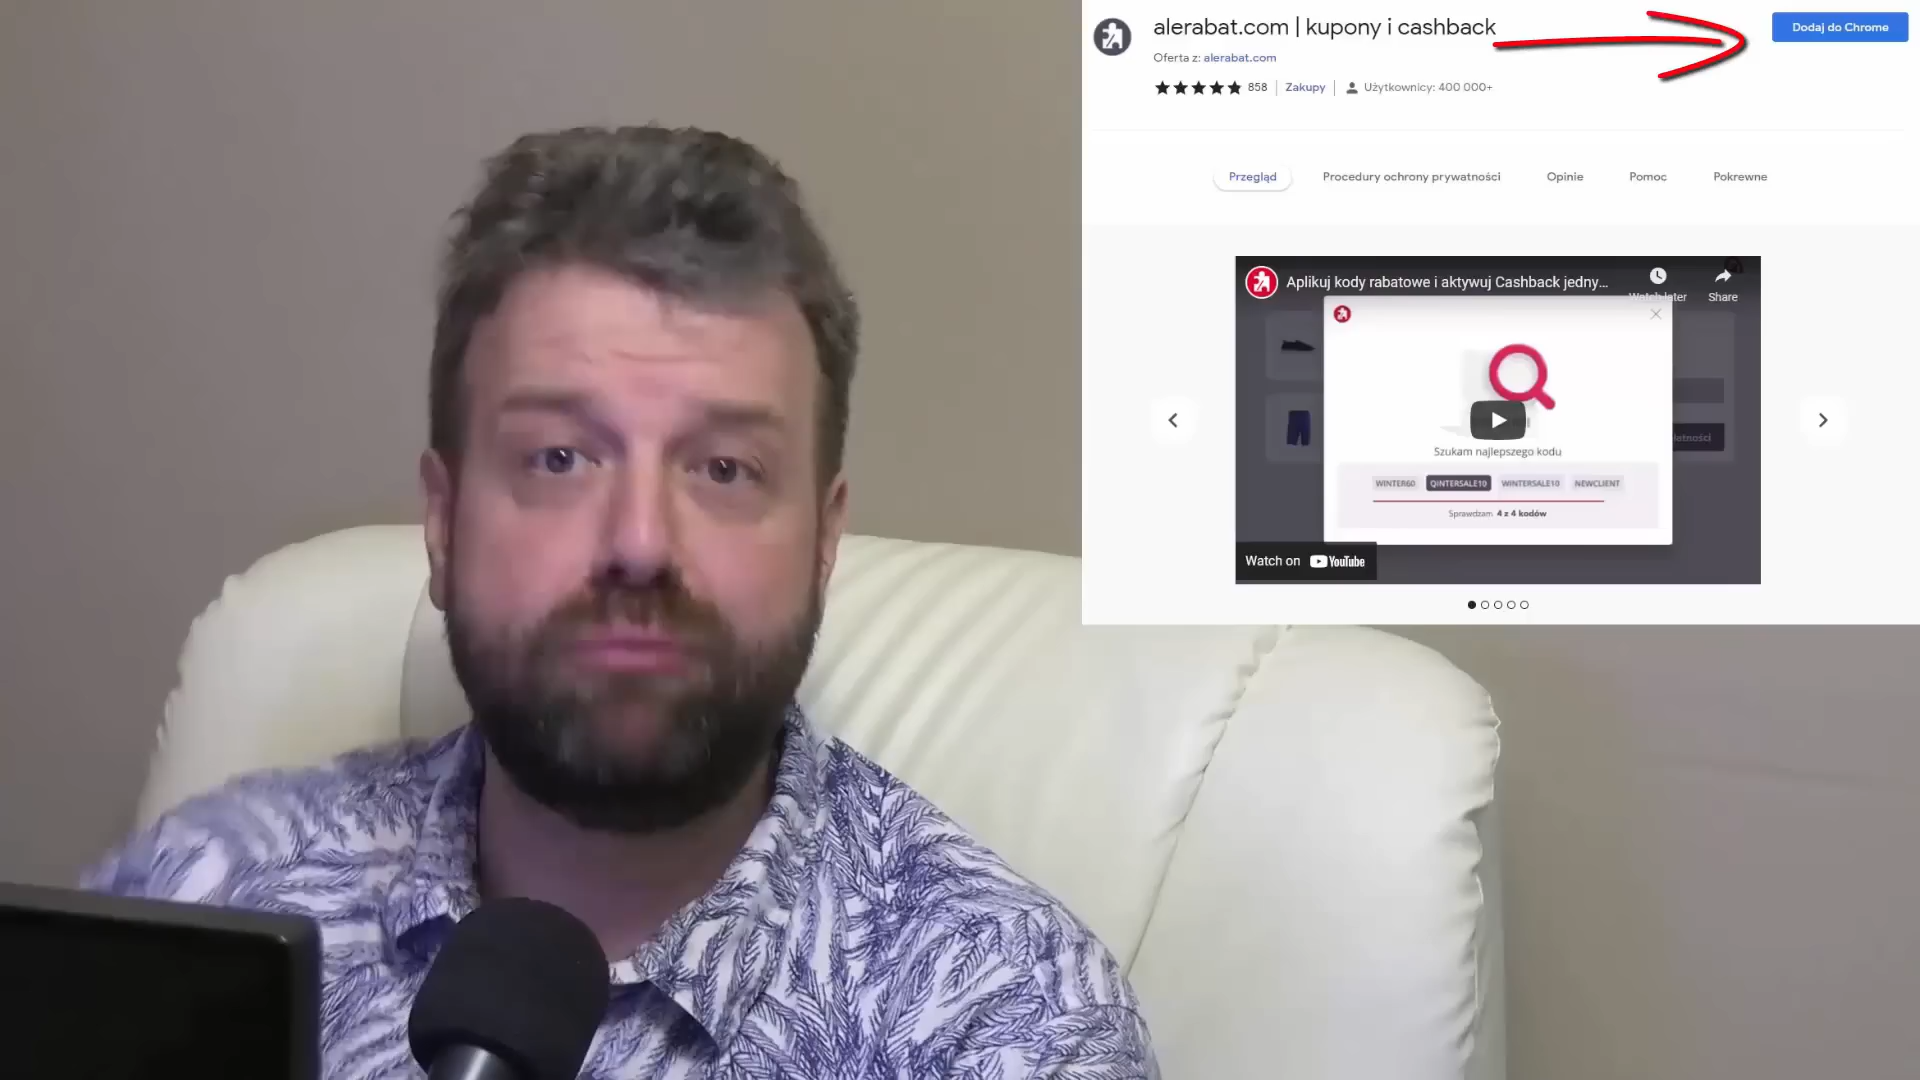 alerabat.com | kupony i cashback
Dodaj do Chrome
Oferta z: alerabat.com
858 Zakupy Użytkownicy: 400 000+
Przegląd Procedury ochrony prywatności Opinie Pomoc Pokrewne
Aplikuj kody rabatowe i aktywuj Cashback jedny...
Watch later Share
Szukam najlepszego kodu
WINTER60 QINTERSALE10 WINTERSALE10 NEWCLIENT
Sprawdzam 4 z 4 kodów
Watch on YouTube